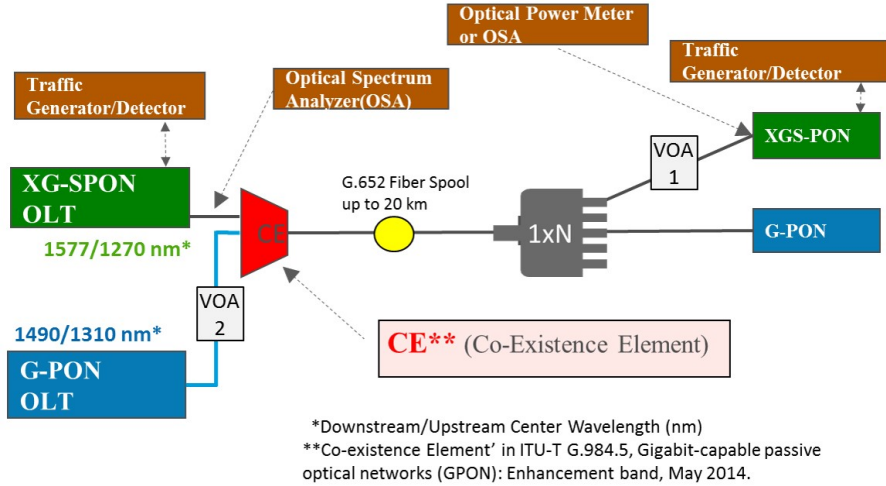 Optical Power Meter
or OSA
Traffic
Generator/Detector
Traffic
Generator/Detector
Optical Spectrum
Analyzer(OSA)
XG-SPON
OLT
1577/1270 nm*
CE
G.652 Fiber Spool
up to 20 km
1xN
VOA
1
XGS-PON
G-PON
VOA
2
1490/1310 nm*
G-PON
OLT
CE** (Co-Existence Element)
*Downstream/Upstream Center Wavelength (nm)
**Co-existence Element’ in ITU-T G.984.5, Gigabit-capable passive
optical networks (GPON): Enhancement band, May 2014.